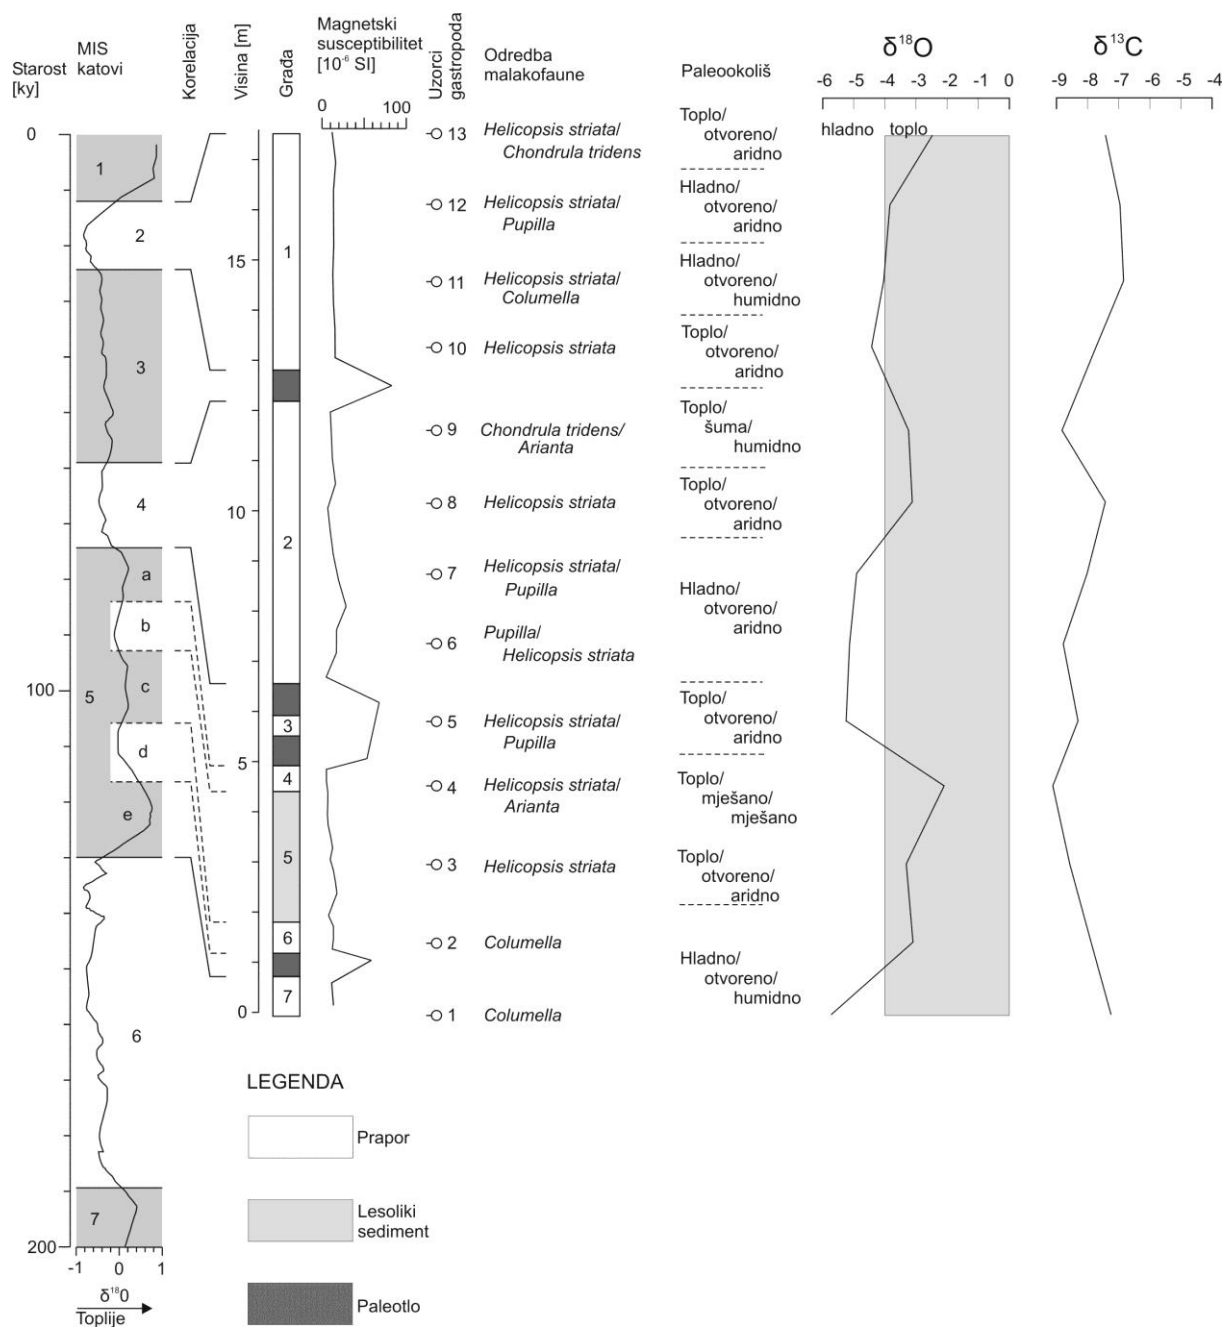 Starost
[ky]
MIS
katovi
Korelacija
Visina [m]
Građa
Magnetski
susceptibilitet
[10⁻⁶ SI]
0 100
Uzorci
gastropoda
Odredba
malakofaune
Paleookoliš
δ¹⁸O
-6 -5 -4 -3 -2 -1 0
hladno toplo
δ¹³C
-9 -8 -7 -6 -5 -4
0
100
200
1
2
3
4
5
a
b
c
d
e
6
7
-1 0 1
δ¹⁸0
Toplije
15
10
5
0
1
2
3
4
5
6
7
13
Helicopsis striata/
Chondrula tridens
12
Helicopsis striata/
Pupilla
11
Helicopsis striata/
Columella
10
Helicopsis striata
9
Chondrula tridens/
Arianta
8
Helicopsis striata
7
Helicopsis striata/
Pupilla
6
Pupilla/
Helicopsis striata
5
Helicopsis striata/
Pupilla
4
Helicopsis striata/
Arianta
3
Helicopsis striata
2
Columella
1
Columella
Toplo/
otvoreno/
aridno
Hladno/
otvoreno/
aridno
Hladno/
otvoreno/
humidno
Toplo/
otvoreno/
aridno
Toplo/
šuma/
humidno
Toplo/
otvoreno/
aridno
Hladno/
otvoreno/
aridno
Toplo/
otvoreno/
aridno
Toplo/
mješano/
mješano
Toplo/
otvoreno/
aridno
Hladno/
otvoreno/
humidno
LEGENDA
Prapor
Lesoliki
sediment
Paleotlo